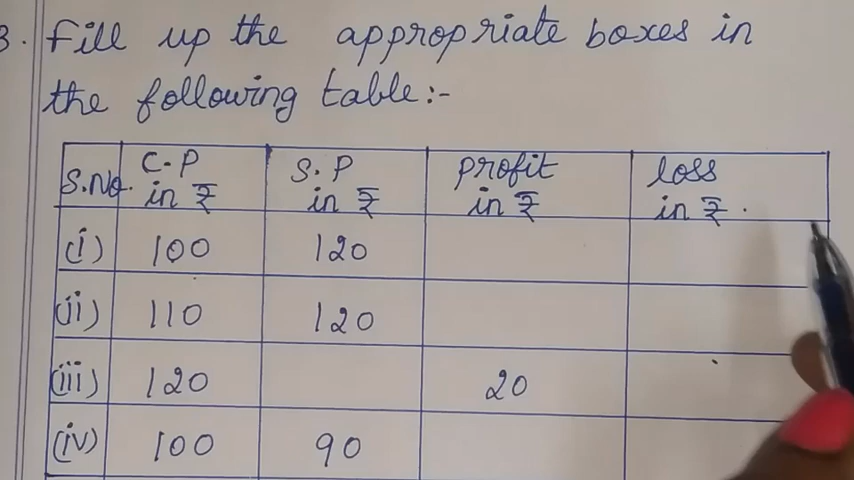 3. Fill up the appropriate boxes in
the following table:-
S.No. C.P in ₹ S.P in ₹ profit in ₹ loss in ₹.
(i) 100 120
(ii) 110 120
(iii) 120 20
(iv) 100 90